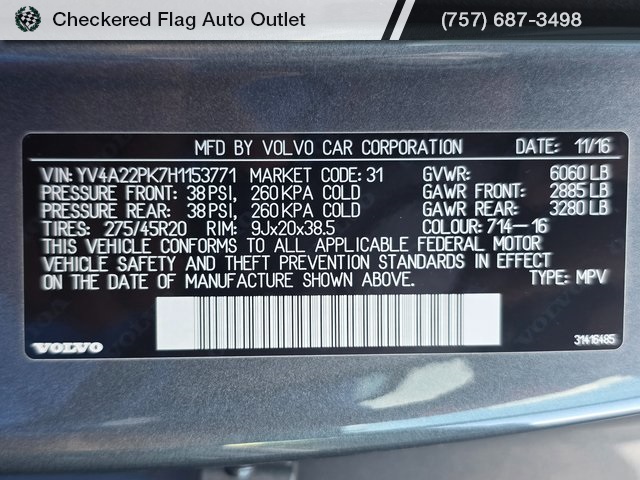 Checkered Flag Auto Outlet (757) 687-3498
MFD BY VOLVO CAR CORPORATION DATE: 11/16
VIN: YV4A22PK7H1153771 MARKET CODE: 31 GVWR: 6060 LB
PRESSURE FRONT: 38 PSI, 260 KPA COLD GAWR FRONT: 2885 LB
PRESSURE REAR: 38 PSI, 260 KPA COLD GAWR REAR: 3280 LB
TIRES: 275/45R20 RIM: 9Jx20x38.5 COLOUR: 714-16
THIS VEHICLE CONFORMS TO ALL APPLICABLE FEDERAL MOTOR
VEHICLE SAFETY AND THEFT PREVENTION STANDARDS IN EFFECT
ON THE DATE OF MANUFACTURE SHOWN ABOVE. TYPE: MPV
VOLVO 31416485